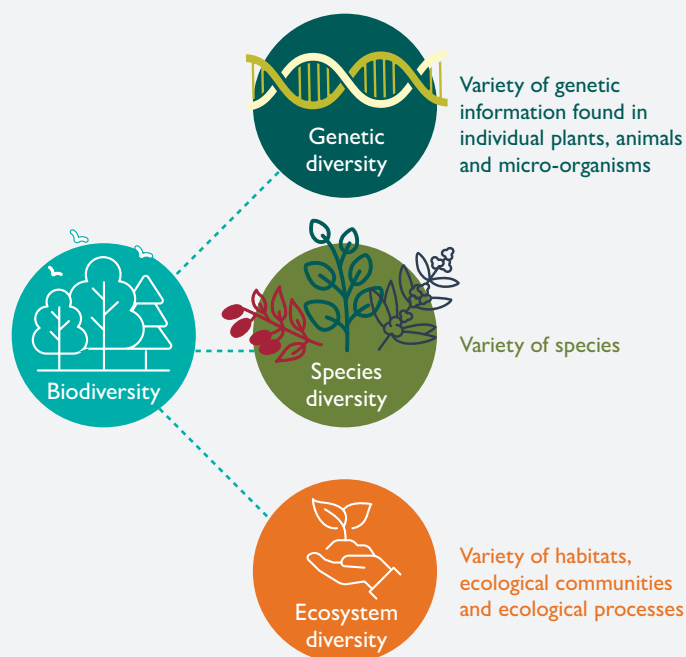 Genetic
diversity
Variety of genetic
information found in
individual plants, animals
and micro-organisms
Biodiversity
Species
diversity
Variety of species
Ecosystem
diversity
Variety of habitats,
ecological communities
and ecological processes